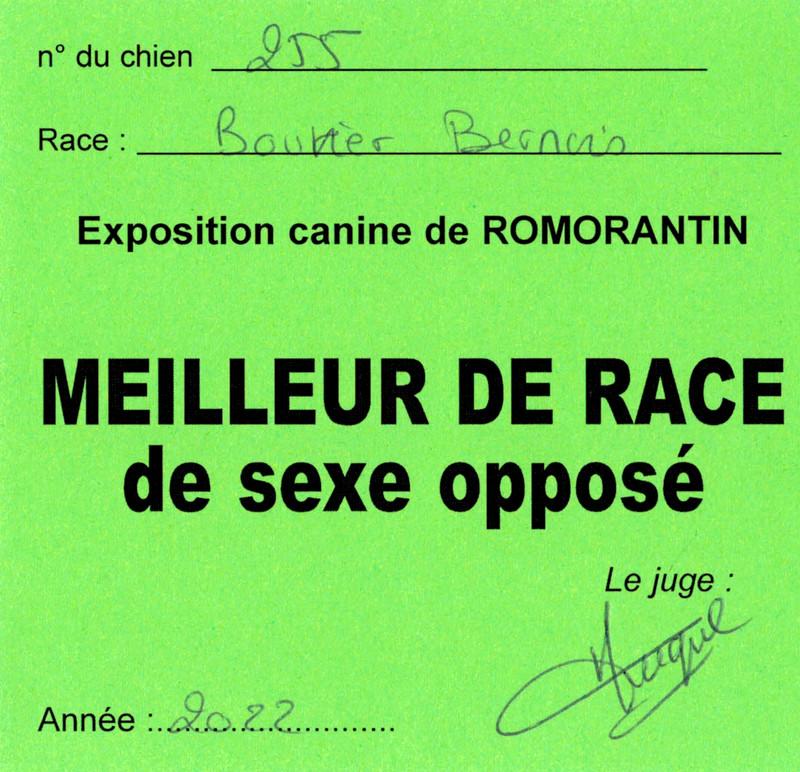 n° du chien 255
Race : Bouvier Bernois
Exposition canine de ROMORANTIN
MEILLEUR DE RACE
de sexe opposé
Le juge :
Année : 2022